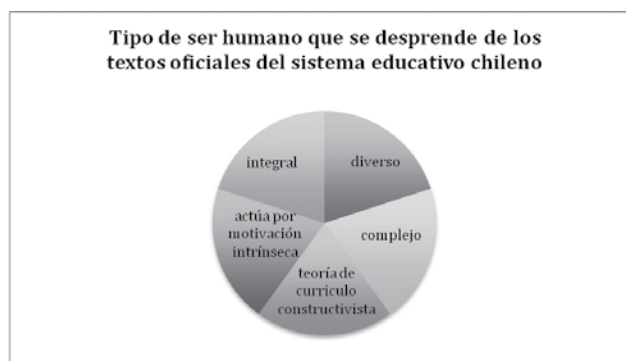 Tipo de ser humano que se desprende de los
textos oficiales del sistema educativo chileno
integral
diverso
actúa por
motivación
intrínseca
complejo
teoría de
curriculo
constructivista